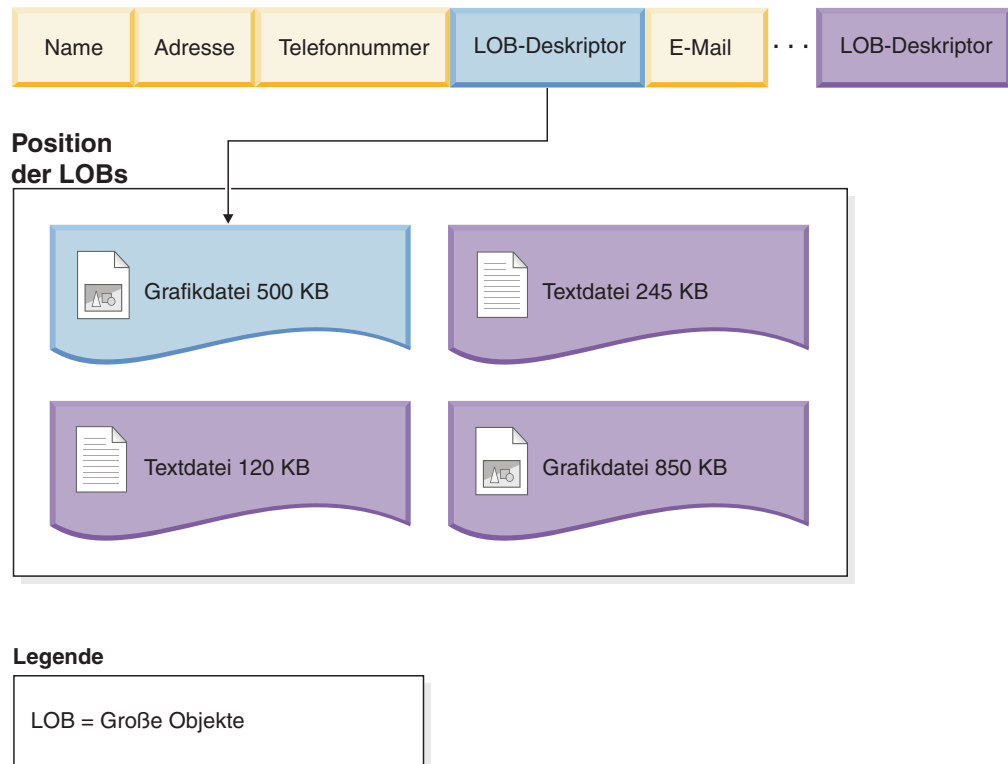 Name Adresse Telefonnummer LOB-Deskriptor E-Mail . . . LOB-Deskriptor
Position
der LOBs
Grafikdatei 500 KB
Textdatei 245 KB
Textdatei 120 KB
Grafikdatei 850 KB
Legende
LOB = Große Objekte